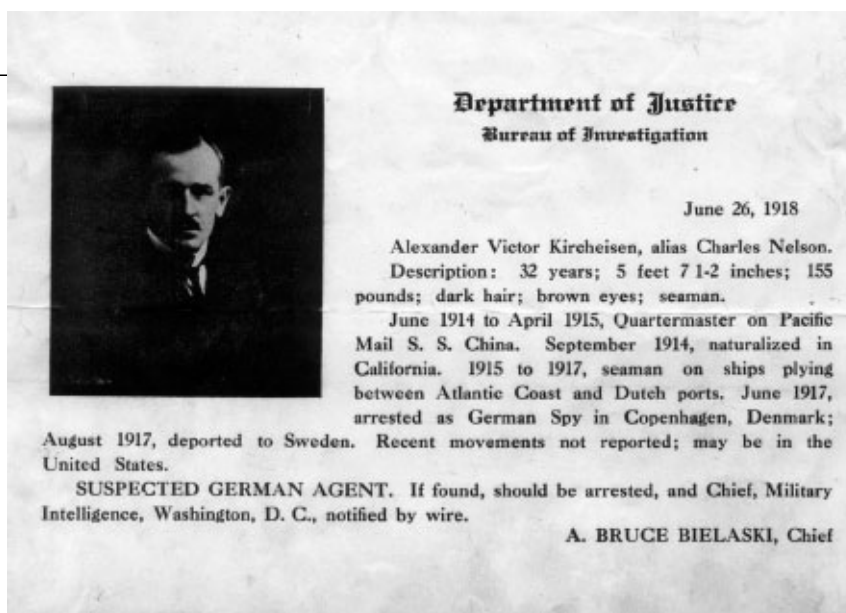 Department of Justice
Bureau of Investigation
June 26, 1918
Alexander Victor Kircheisen, alias Charles Nelson.
Description: 32 years; 5 feet 7 1-2 inches; 155
pounds; dark hair; brown eyes; seaman.
June 1914 to April 1915, Quartermaster on Pacific
Mail S. S. China. September 1914, naturalized in
California. 1915 to 1917, seaman on ships plying
between Atlantic Coast and Dutch ports. June 1917,
arrested as German Spy in Copenhagen, Denmark;
August 1917, deported to Sweden. Recent movements not reported; may be in the
United States.
SUSPECTED GERMAN AGENT. If found, should be arrested, and Chief, Military
Intelligence, Washington, D. C., notified by wire.
A. BRUCE BIELASKI, Chief